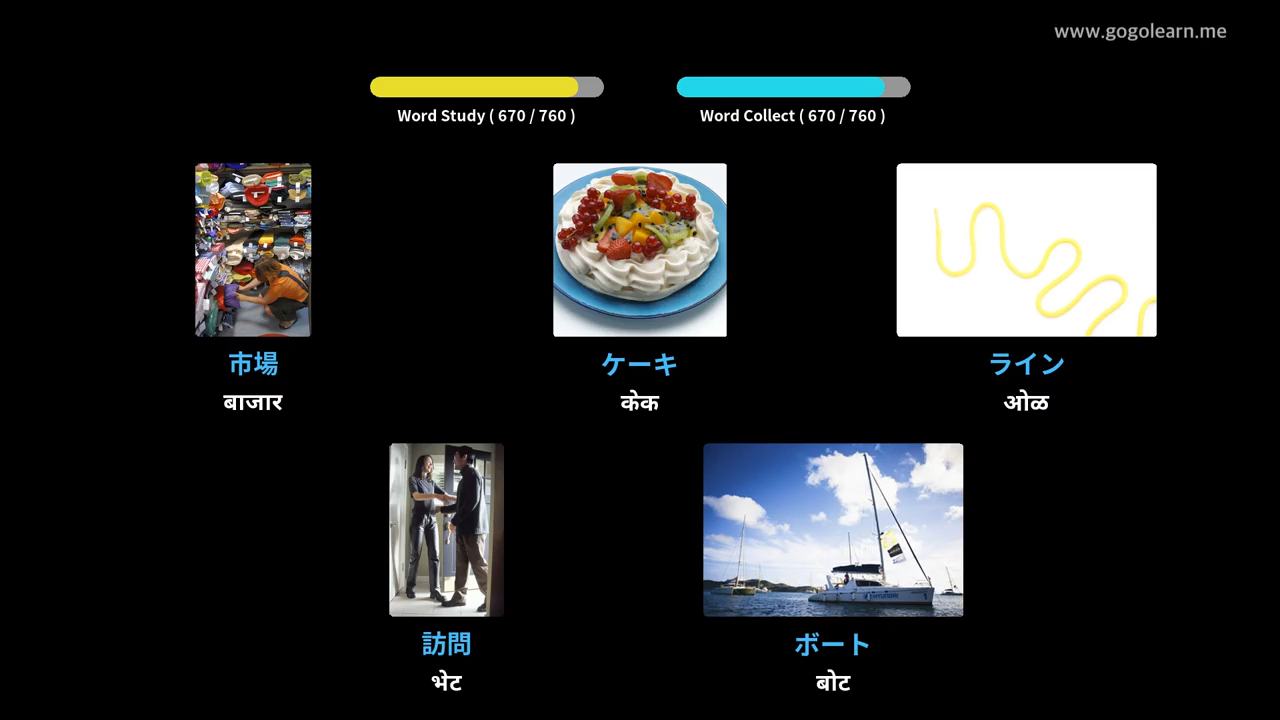 www.gogolearn.me
Word Study ( 670 / 760 )
Word Collect ( 670 / 760 )
市場
ケーキ
ライン
बाजार
केक
ओळ
訪問
ボート
भेट
बोट